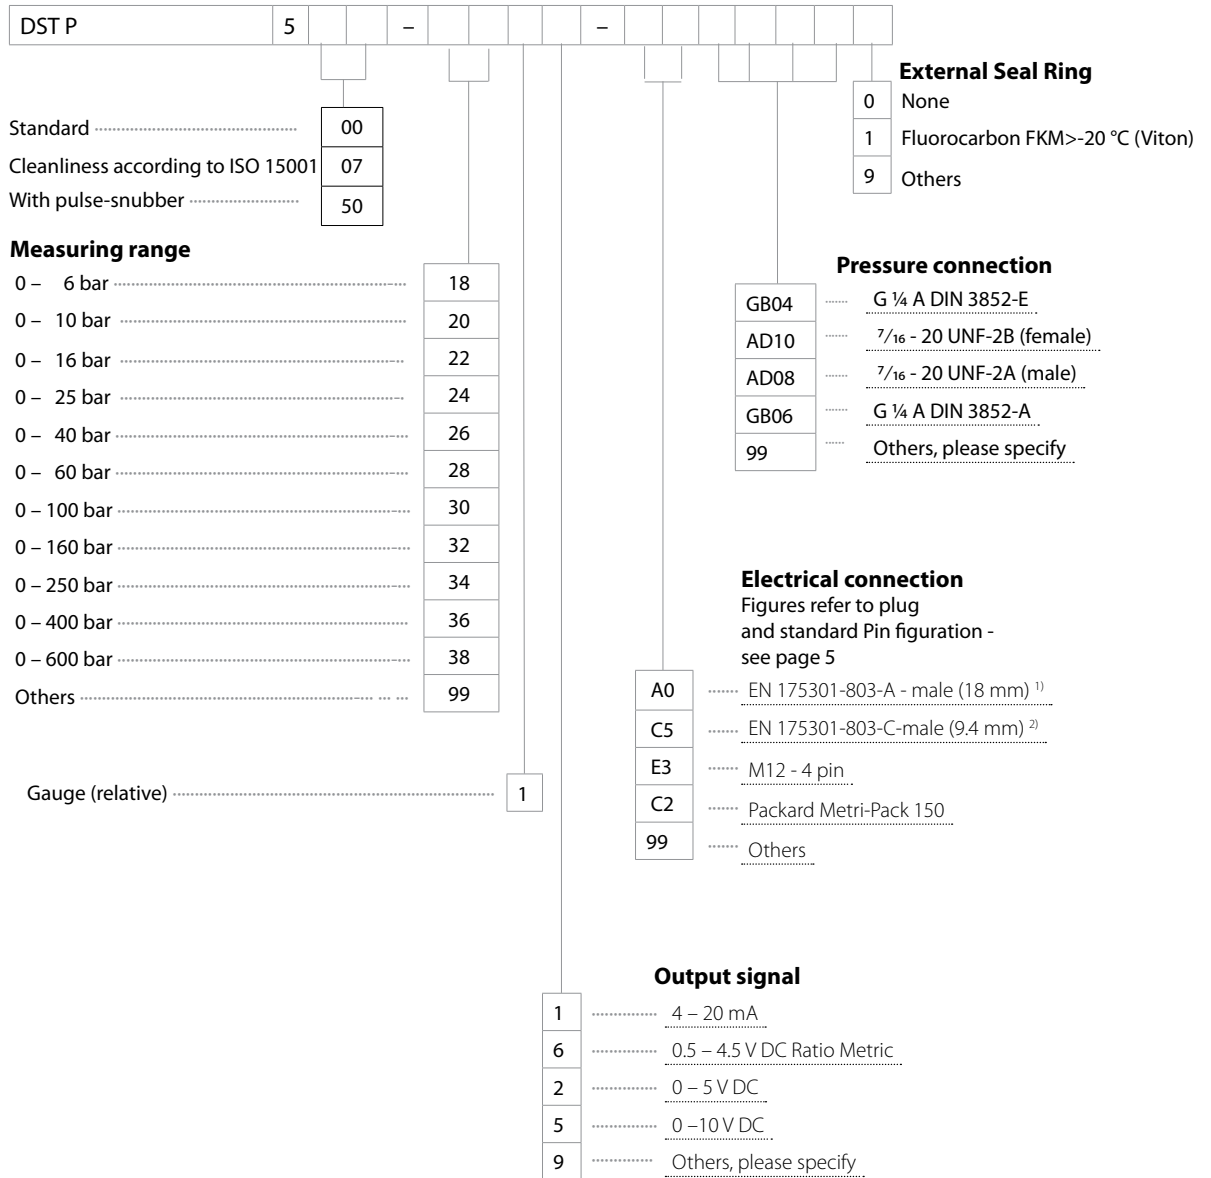 DST P 5 – –
External Seal Ring
0 None
1 Fluorocarbon FKM>-20 °C (Viton)
9 Others
Standard 00
Cleanliness according to ISO 15001 07
With pulse-snubber 50
Measuring range
0 – 6 bar 18
0 – 10 bar 20
0 – 16 bar 22
0 – 25 bar 24
0 – 40 bar 26
0 – 60 bar 28
0 – 100 bar 30
0 – 160 bar 32
0 – 250 bar 34
0 – 400 bar 36
0 – 600 bar 38
Others 99
Pressure connection
GB04 G ¼ A DIN 3852-E
AD10 ⁷⁄₁₆ - 20 UNF-2B (female)
AD08 ⁷⁄₁₆ - 20 UNF-2A (male)
GB06 G ¼ A DIN 3852-A
99 Others, please specify
Electrical connection
Figures refer to plug
and standard Pin figuration -
see page 5
A0 EN 175301-803-A - male (18 mm) ¹⁾
C5 EN 175301-803-C-male (9.4 mm) ²⁾
E3 M12 - 4 pin
C2 Packard Metri-Pack 150
99 Others
Gauge (relative) 1
Output signal
1 4 – 20 mA
6 0.5 – 4.5 V DC Ratio Metric
2 0 – 5 V DC
5 0 –10 V DC
9 Others, please specify